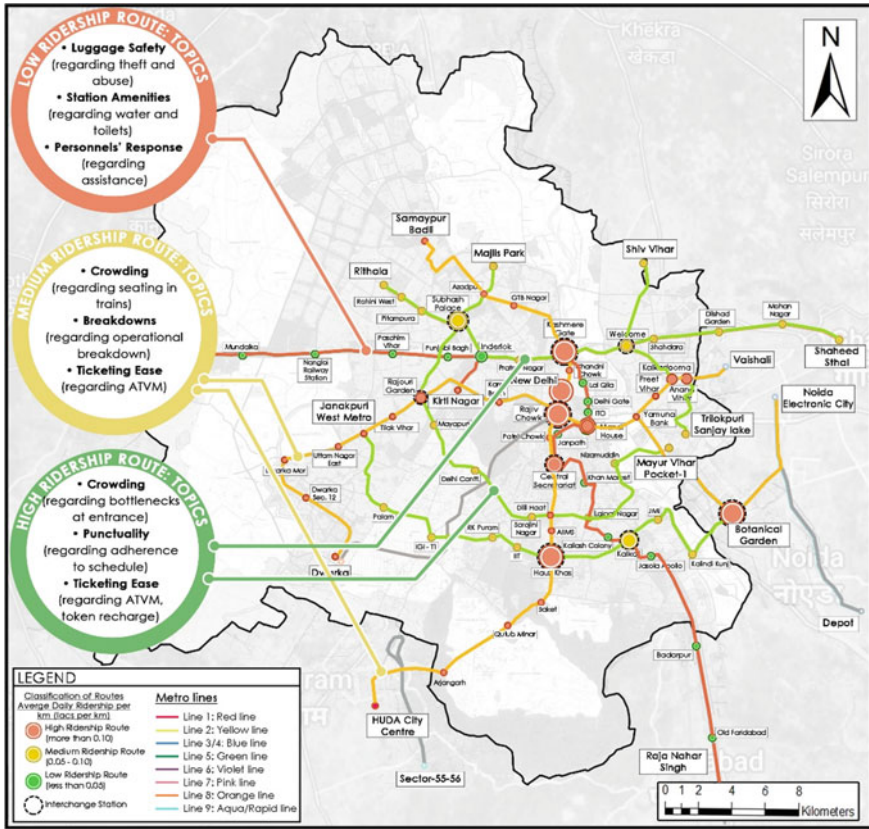 LOW RIDERSHIP ROUTE: TOPICS
• Luggage Safety
(regarding theft and
abuse)
• Station Amenities
(regarding water and
toilets)
• Personnels' Response
(regarding
assistance)
MEDIUM RIDERSHIP ROUTE: TOPICS
• Crowding
(regarding seating in
trains)
• Breakdowns
(regarding operational
breakdown)
• Ticketing Ease
(regarding ATVM)
HIGH RIDERSHIP ROUTE: TOPICS
• Crowding
(regarding bottlenecks
at entrance)
• Punctuality
(regarding adherence
to schedule)
• Ticketing Ease
(regarding ATVM,
token recharge)
N
Khekra
खेकड़ा
Sirora
Salempur
सिरोरा
सलेमपुर
Samaypur
Badli
Majlis Park
Shiv Vihar
Rithala
Azadpur
Rohini West
Subhash
Palace
GTB Nagar
Pitampura
Kashmere
Gate
Welcome
Dilshad
Garden
Mohan
Nagar
Shahdara
Shaheed
Sthal
Mundalka
Nangloi
Railway
Station
Paschim
Vihar
Punjabi Bagh
Inderlok
Chandni
Chowk
Lal Qila
New Delhi
Preet
Vihar
Vaishali
Rajouri
Garden
Kirti Nagar
Rajiv
Chowk
Delhi Gate
ITO
Noida
Electronic City
Janakpuri
West Metro
Tilak Vihar
Mayapuri
Janpath
House
Yamuna
Bank
Trilokpuri
Sanjay lake
Uttam Nagar
East
Dwarka Mor
Central
Secretariat
Nizamuddin
Khan Market
Mayur Vihar
Pocket-1
Delhi Cantt.
Dwarka
Sec. 12
Palam
Dilli Haat
Lajpat Nagar
JMI
Botanical
Garden
Sarojini
Nagar
AIIMS
RK Puram
IGI - T1
Kailash Colony
IIT
Hauz Khas
Kalkaji
Jasola Apollo
Kalindi Kunj
Dwarka
Noida
नोएडा
Saket
Qutub Minar
Depot
Arjangarh
Badarpur
HUDA City
Centre
Sector-55-56
Old Faridabad
Raja Nahar
Singh
LEGEND
Classification of Routes
Averge Daily Ridership per
km (lacs per km)
High Ridership Route
(more than 0.10)
Medium Ridership Route
(0.05 - 0.10)
Low Ridership Route
(less than 0.05)
Interchange Station
Metro lines
Line 1: Red line
Line 2: Yellow line
Line 3/4: Blue line
Line 5: Green line
Line 6: Violet line
Line 7: Pink line
Line 8: Orange line
Line 9: Aqua/Rapid line
0 1 2 4 6 8
Kilometers